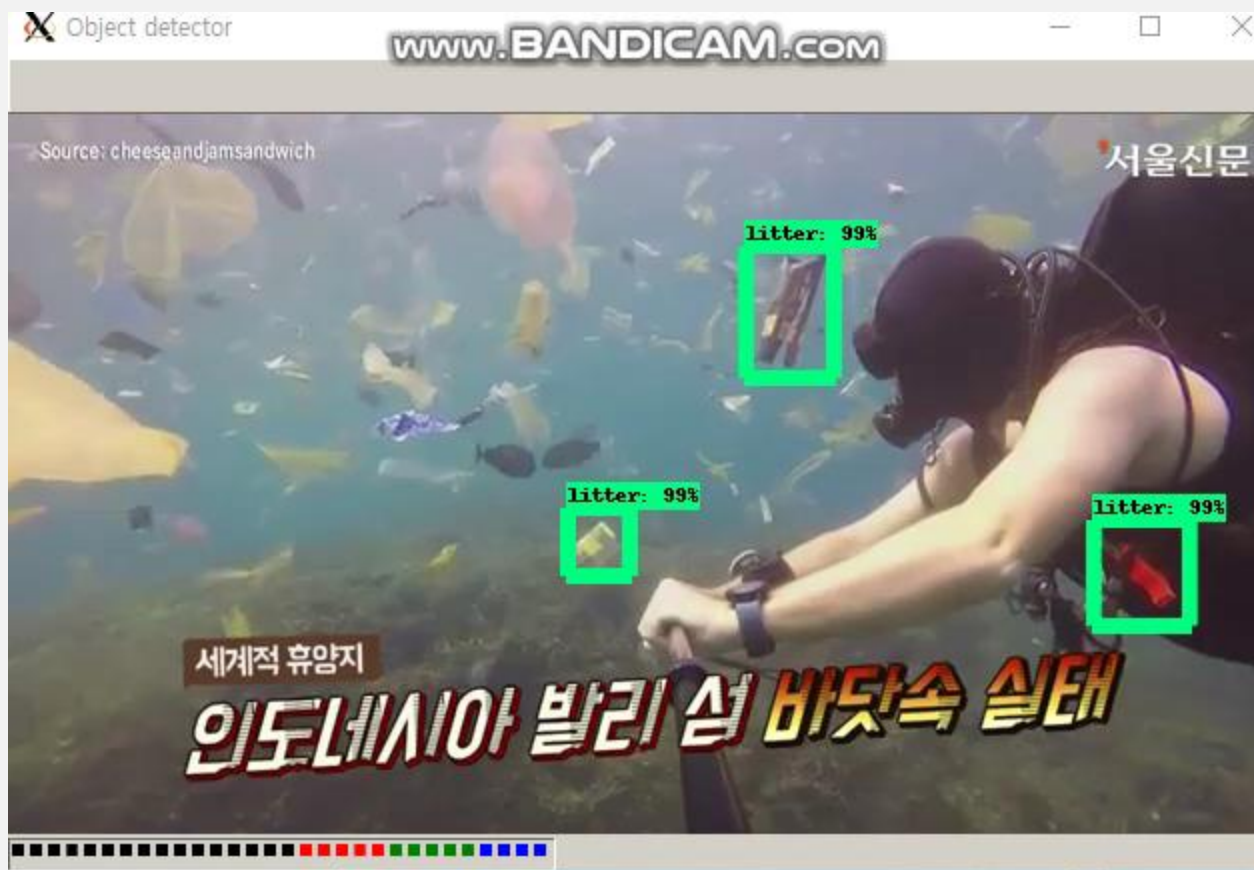 Object detector
www.BANDICAM.COM
Source: cheeseandjamsandwich
서울신문
litter: 99%
litter: 99%
litter: 99%
세계적 휴양지
인도네시아 발리 섬 바닷속 실태